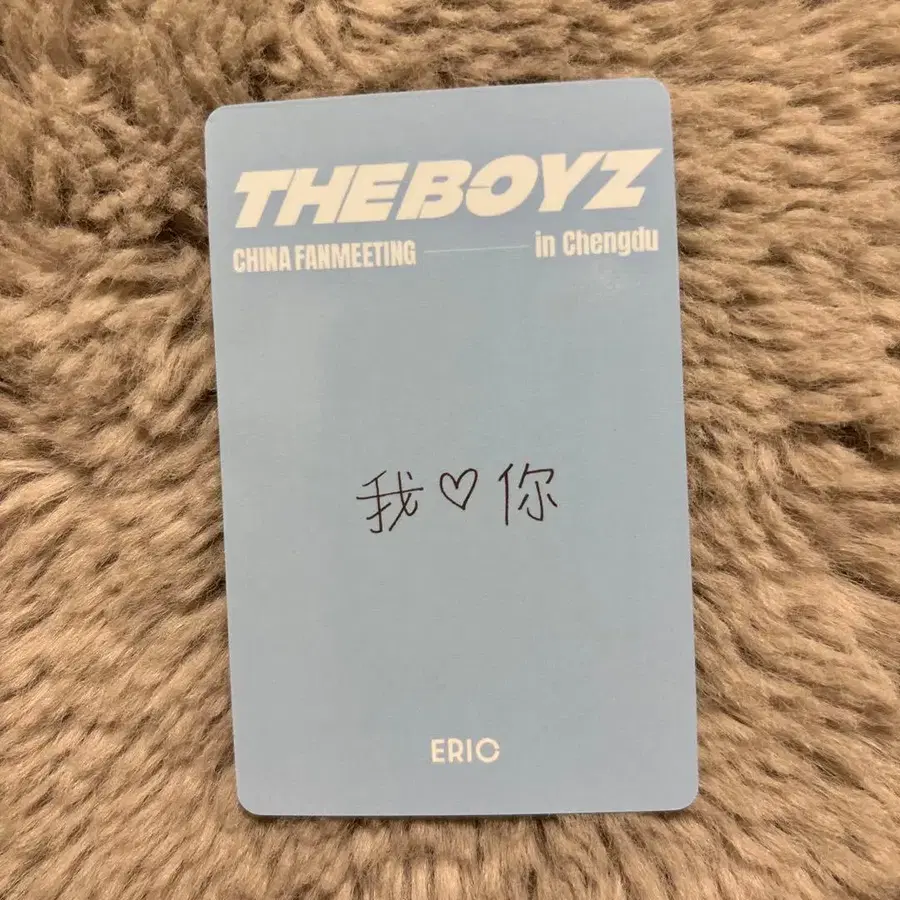 THEBOYZ
CHINA FANMEETING in Chengdu
我♡你
ERIC